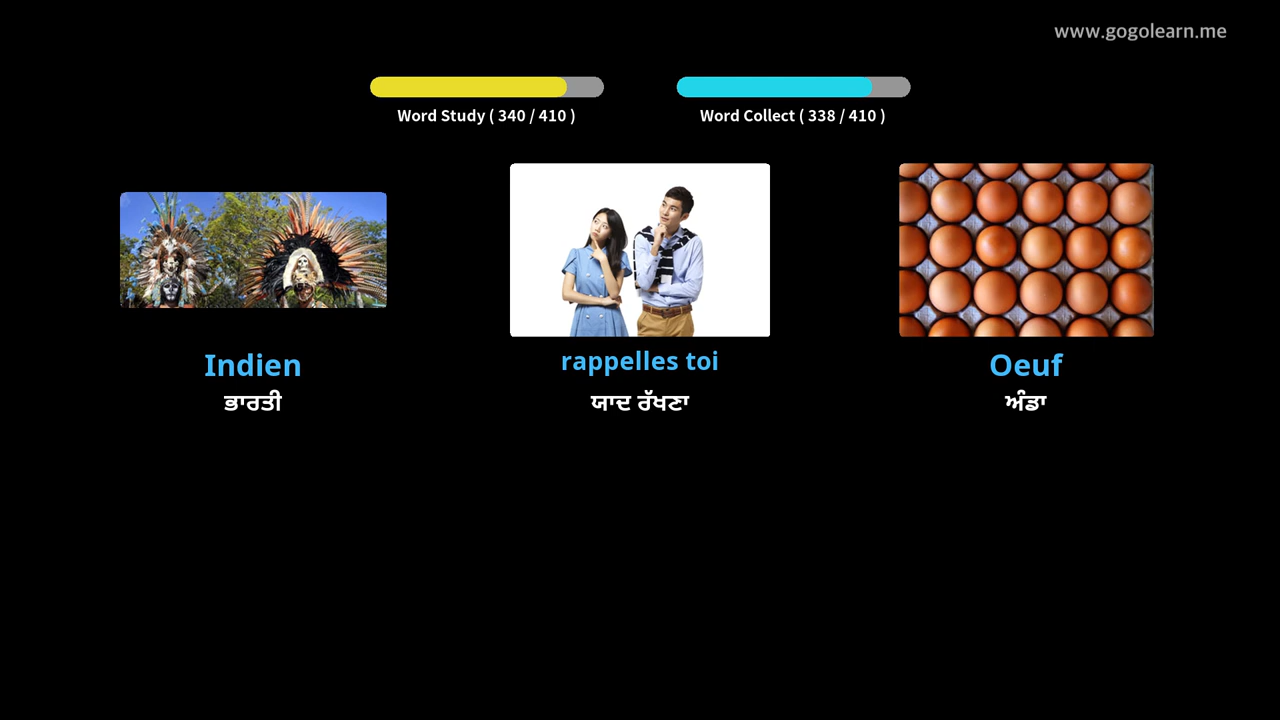 www.gogolearn.me
Word Study ( 340 / 410 )
Word Collect ( 338 / 410 )
Indien
rappelles toi
Oeuf
ਭਾਰਤੀ
ਯਾਦ ਰੱਖਣਾ
ਅੰਡਾ